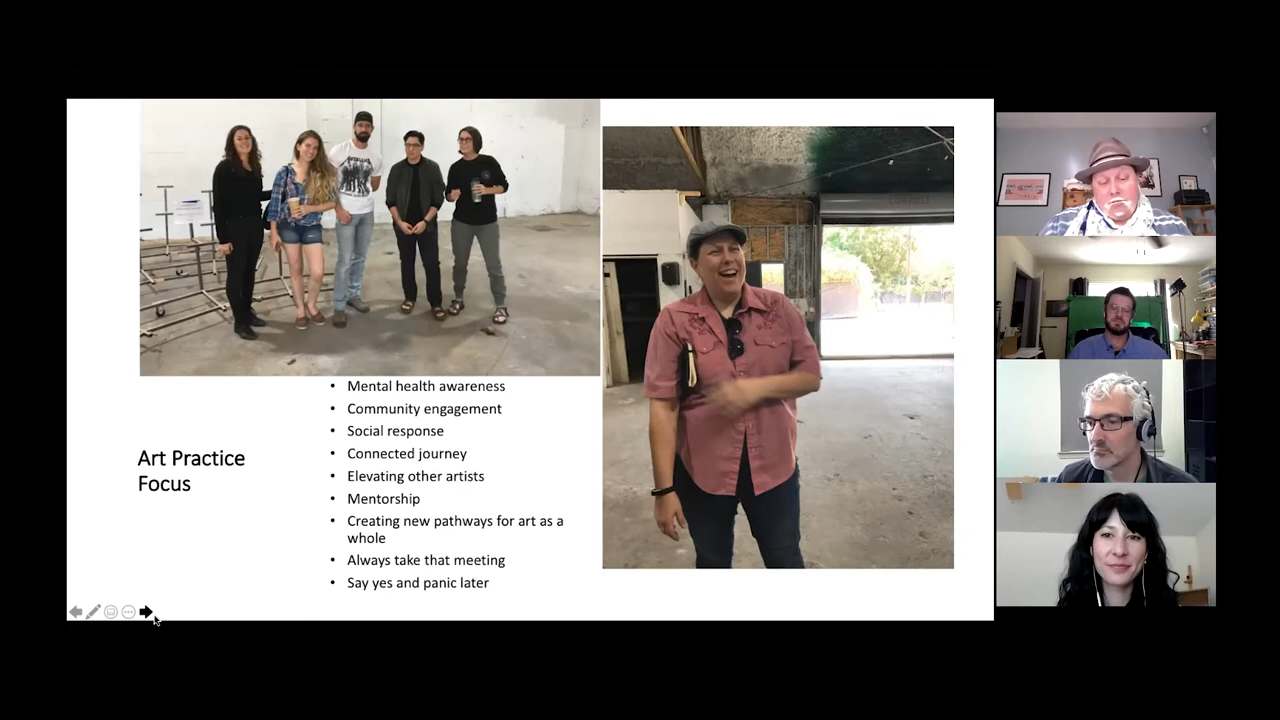 Art Practice
Focus
• Mental health awareness
• Community engagement
• Social response
• Connected journey
• Elevating other artists
• Mentorship
• Creating new pathways for art as a
whole
• Always take that meeting
• Say yes and panic later